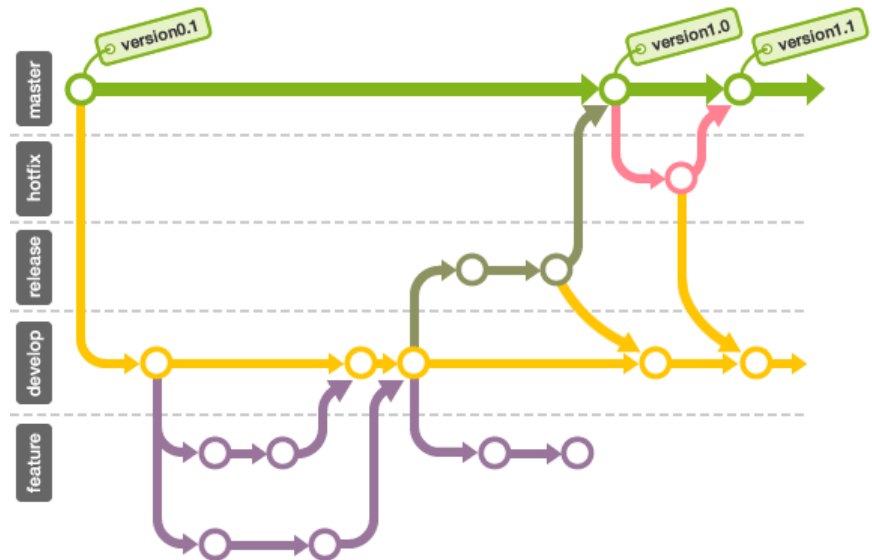 version0.1
version1.0
version1.1
master
hotfix
release
develop
feature